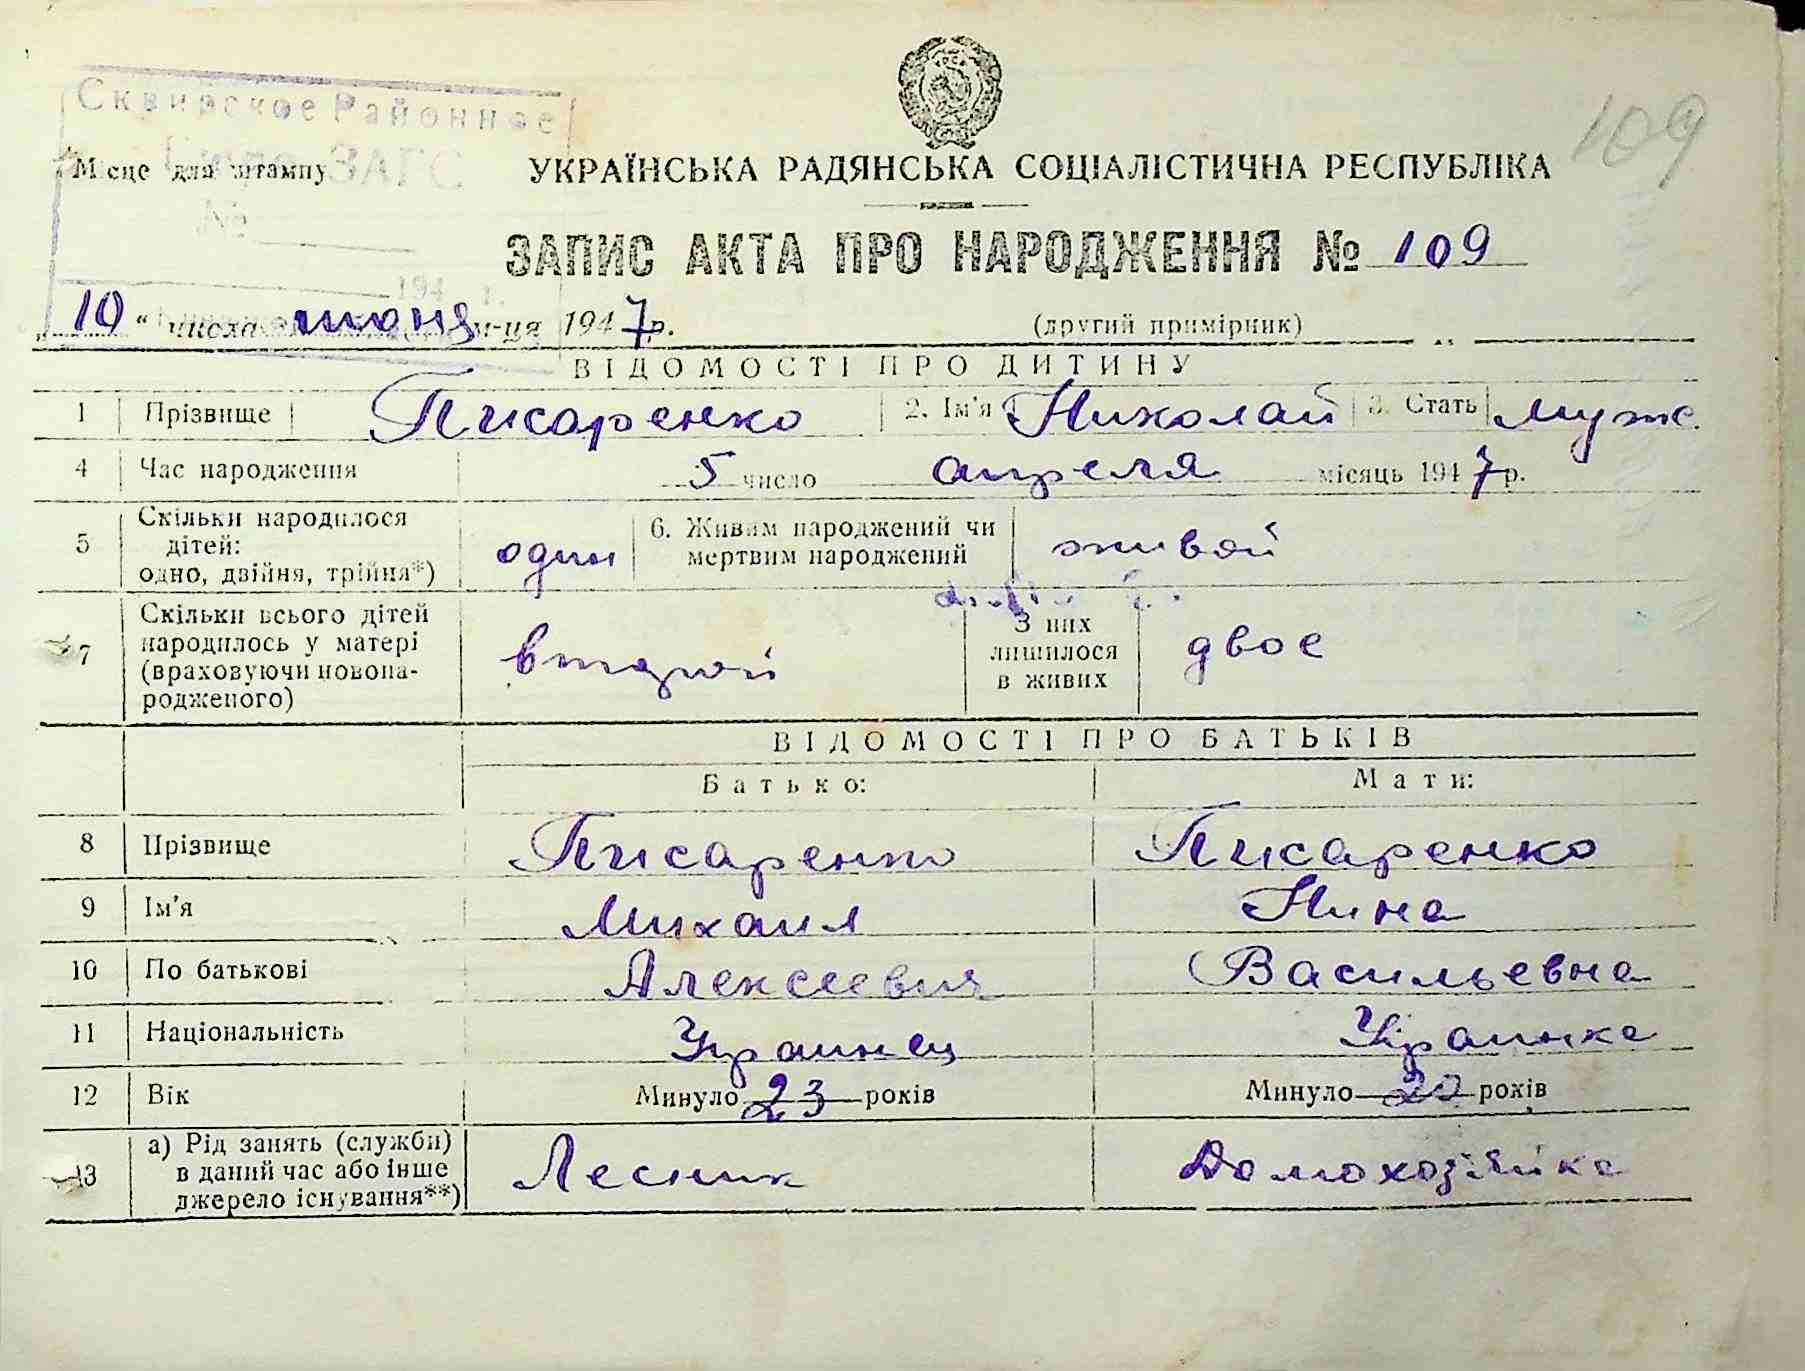 Сквирское Районное
ЗАГС
№
194 г.
109
Місце для штампу
УКРАЇНСЬКА РАДЯНСЬКА СОЦІАЛІСТИЧНА РЕСПУБЛІКА
ЗАПИС АКТА ПРО НАРОДЖЕННЯ № 109
„10“ числа июня м-ця 1947 р. (другий примірник)
ВІДОМОСТІ ПРО ДИТИНУ
1 Прізвище Писаренко 2. Ім'я Николай 3. Стать муж.
4 Час народження 5 число апреля місяць 1947 р.
5 Скільки народилося дітей: одно, двійня, трійня*) один 6. Живим народжений чи мертвим народжений живой
7 Скільки всього дітей народилось у матері (враховуючи новонародженого) второй З них лишилося в живих двое
ВІДОМОСТІ ПРО БАТЬКІВ
Батько: Мати:
8 Прізвище Писаренко Писаренко
9 Ім'я Михаил Нина
10 По батькові Алексеевич Васильевна
11 Національність Украинец Украинка
12 Вік Минуло 23 років Минуло років
13 а) Рід занять (служби) в даний час або інше джерело існування**) Лесник Домохозяйка